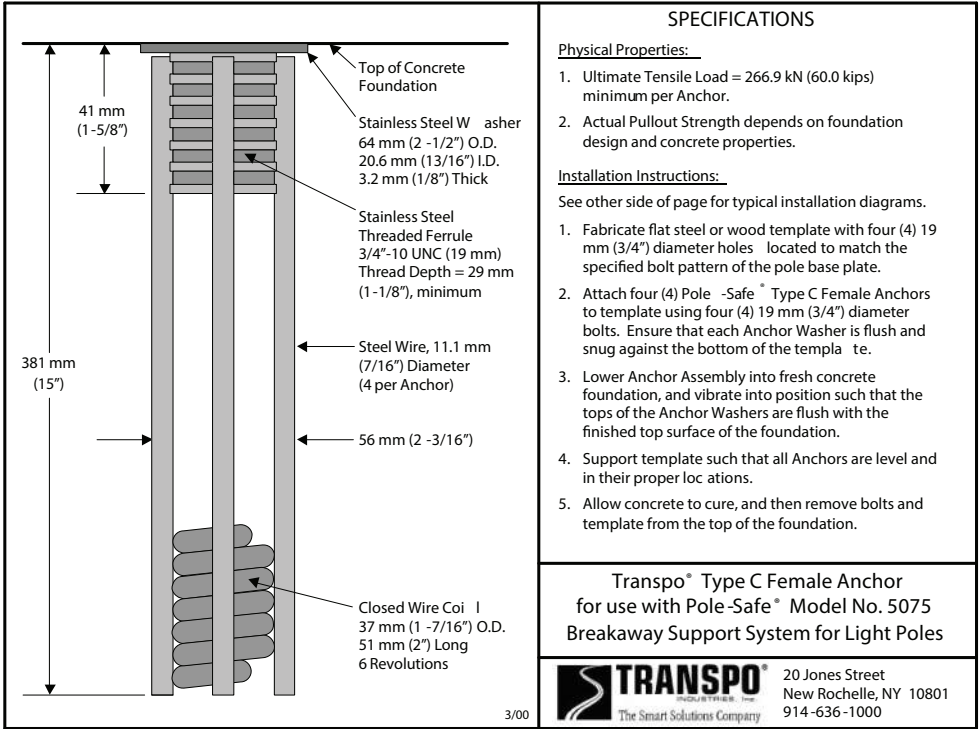 Top of Concrete
Foundation
41 mm
(1-5/8”)
Stainless Steel W asher
64 mm (2 -1/2”) O.D.
20.6 mm (13/16”) I.D.
3.2 mm (1/8”) Thick
Stainless Steel
Threaded Ferrule
3/4”-10 UNC (19 mm)
Thread Depth = 29 mm
(1-1/8”), minimum
381 mm
(15”)
Steel Wire, 11.1 mm
(7/16”) Diameter
(4 per Anchor)
56 mm (2 -3/16”)
Closed Wire Coi l
37 mm (1 -7/16”) O.D.
51 mm (2”) Long
6 Revolutions
3/00
SPECIFICATIONS
Physical Properties:
1. Ultimate Tensile Load = 266.9 kN (60.0 kips)
minimum per Anchor.
2. Actual Pullout Strength depends on foundation
design and concrete properties.
Installation Instructions:
See other side of page for typical installation diagrams.
1. Fabricate flat steel or wood template with four (4) 19
mm (3/4”) diameter holes located to match the
specified bolt pattern of the pole base plate.
2. Attach four (4) Pole -Safe® Type C Female Anchors
to template using four (4) 19 mm (3/4”) diameter
bolts. Ensure that each Anchor Washer is flush and
snug against the bottom of the templa te.
3. Lower Anchor Assembly into fresh concrete
foundation, and vibrate into position such that the
tops of the Anchor Washers are flush with the
finished top surface of the foundation.
4. Support template such that all Anchors are level and
in their proper loc ations.
5. Allow concrete to cure, and then remove bolts and
template from the top of the foundation.
Transpo® Type C Female Anchor
for use with Pole-Safe® Model No. 5075
Breakaway Support System for Light Poles
TRANSPO®
INDUSTRIES, Inc.
The Smart Solutions Company
20 Jones Street
New Rochelle, NY 10801
914-636-1000